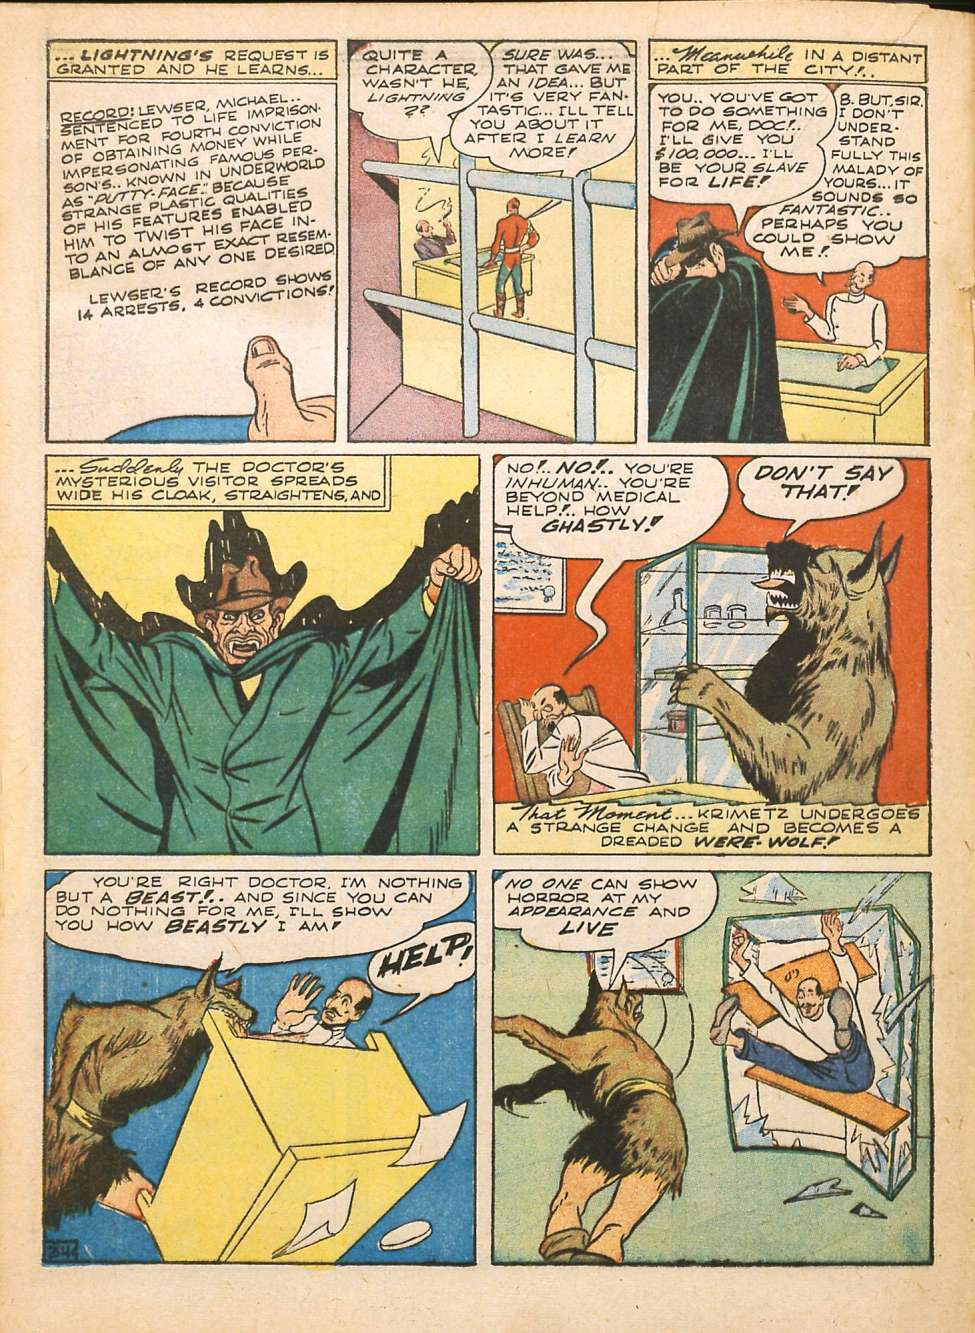 ...LIGHTNING'S REQUEST IS
GRANTED AND HE LEARNS...
RECORD: LEWSER, MICHAEL..
SENTENCED TO LIFE IMPRISON-
MENT FOR FOURTH CONVICTION
OF OBTAINING MONEY WHILE
IMPERSONATING FAMOUS PER-
SON'S.. KNOWN IN UNDERWORLD
AS "PUTTY-FACE". BECAUSE
STRANGE PLASTIC QUALITIES
OF HIS FEATURES ENABLED
HIM TO TWIST HIS FACE IN-
TO AN ALMOST EXACT RESEM-
BLANCE OF ANY ONE DESIRED
LEWSER'S RECORD SHOWS
14 ARRESTS, 4 CONVICTIONS!
QUITE A
CHARACTER,
WASN'T HE,
LIGHTNING
??
SURE WAS...
THAT GAVE ME
AN IDEA... BUT
IT'S VERY FAN-
TASTIC... I'LL TELL
YOU ABOUT IT
AFTER I LEARN
MORE!
...Meanwhile IN A DISTANT
PART OF THE CITY!..
YOU.. YOU'VE GOT
TO DO SOMETHING
FOR ME, DOC!..
I'LL GIVE YOU
$100,000... I'LL
BE YOUR SLAVE
FOR LIFE!
B. BUT, SIR,
I DON'T
UNDER-
STAND
FULLY THIS
MALADY OF
YOURS... IT
SOUNDS SO
FANTASTIC..
PERHAPS YOU
COULD SHOW
ME!
...Suddenly THE DOCTOR'S
MYSTERIOUS VISITOR SPREADS
WIDE HIS CLOAK, STRAIGHTENS, AND
NO!.. NO!.. YOU'RE
INHUMAN.. YOU'RE
BEYOND MEDICAL
HELP!.. HOW
GHASTLY!
DON'T SAY
THAT!
That Moment... KRIMETZ UNDERGOES
A STRANGE CHANGE AND BECOMES A
DREADED WERE-WOLF!
YOU'RE RIGHT DOCTOR, I'M NOTHING
BUT A BEAST!.. AND SINCE YOU CAN
DO NOTHING FOR ME, I'LL SHOW
YOU HOW BEASTLY I AM!
HELP!
NO ONE CAN SHOW
HORROR AT MY
APPEARANCE AND
LIVE